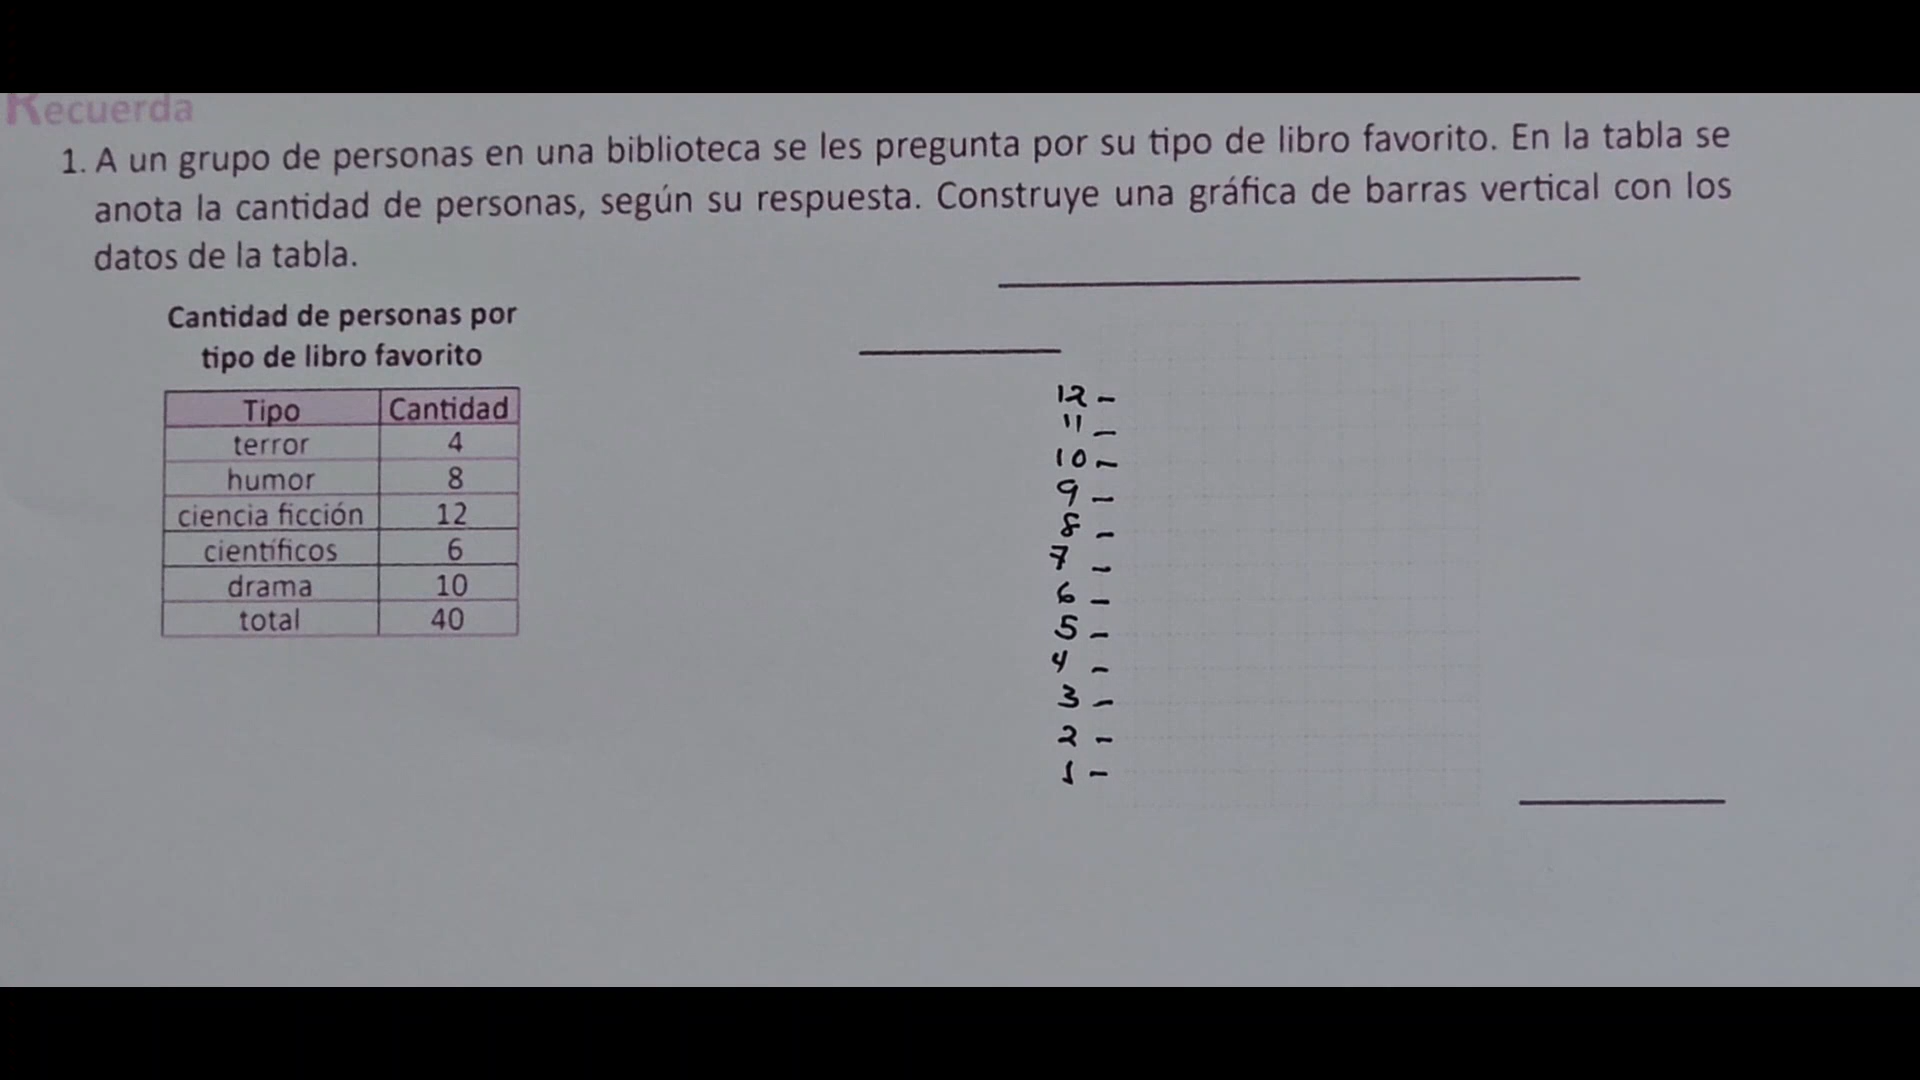 Recuerda
1. A un grupo de personas en una biblioteca se les pregunta por su tipo de libro favorito. En la tabla se
anota la cantidad de personas, según su respuesta. Construye una gráfica de barras vertical con los
datos de la tabla.
Cantidad de personas por
tipo de libro favorito
Tipo Cantidad
terror 4
humor 8
ciencia ficción 12
científicos 6
drama 10
total 40
12 -
11 -
10 -
9 -
8 -
7 -
6 -
5 -
4 -
3 -
2 -
1 -